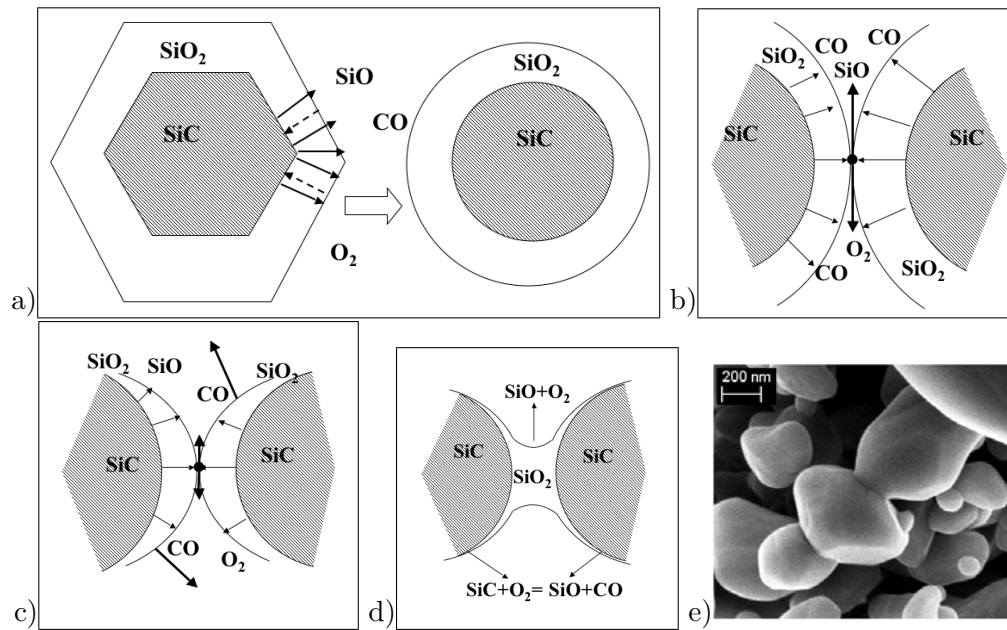 SiO₂
SiO
SiC
CO
O₂
SiO₂
SiC
a)
CO
CO
SiO₂
SiO
SiC
SiC
O₂
CO
SiO₂
b)
SiO₂
SiO
CO
SiO₂
SiC
SiC
CO
O₂
c)
SiO+O₂
SiC
SiC
SiO₂
SiC+O₂= SiO+CO
d)
200 nm
e)